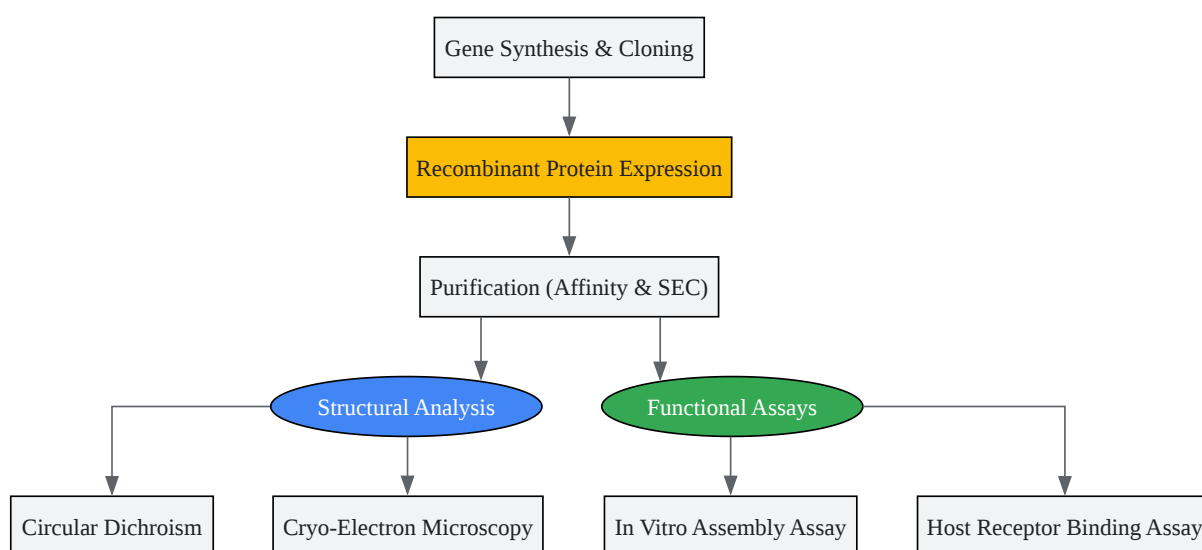 Gene Synthesis & Cloning
Recombinant Protein Expression
Purification (Affinity & SEC)
Structural Analysis
Functional Assays
Circular Dichroism
Cryo-Electron Microscopy
In Vitro Assembly Assay
Host Receptor Binding Assay